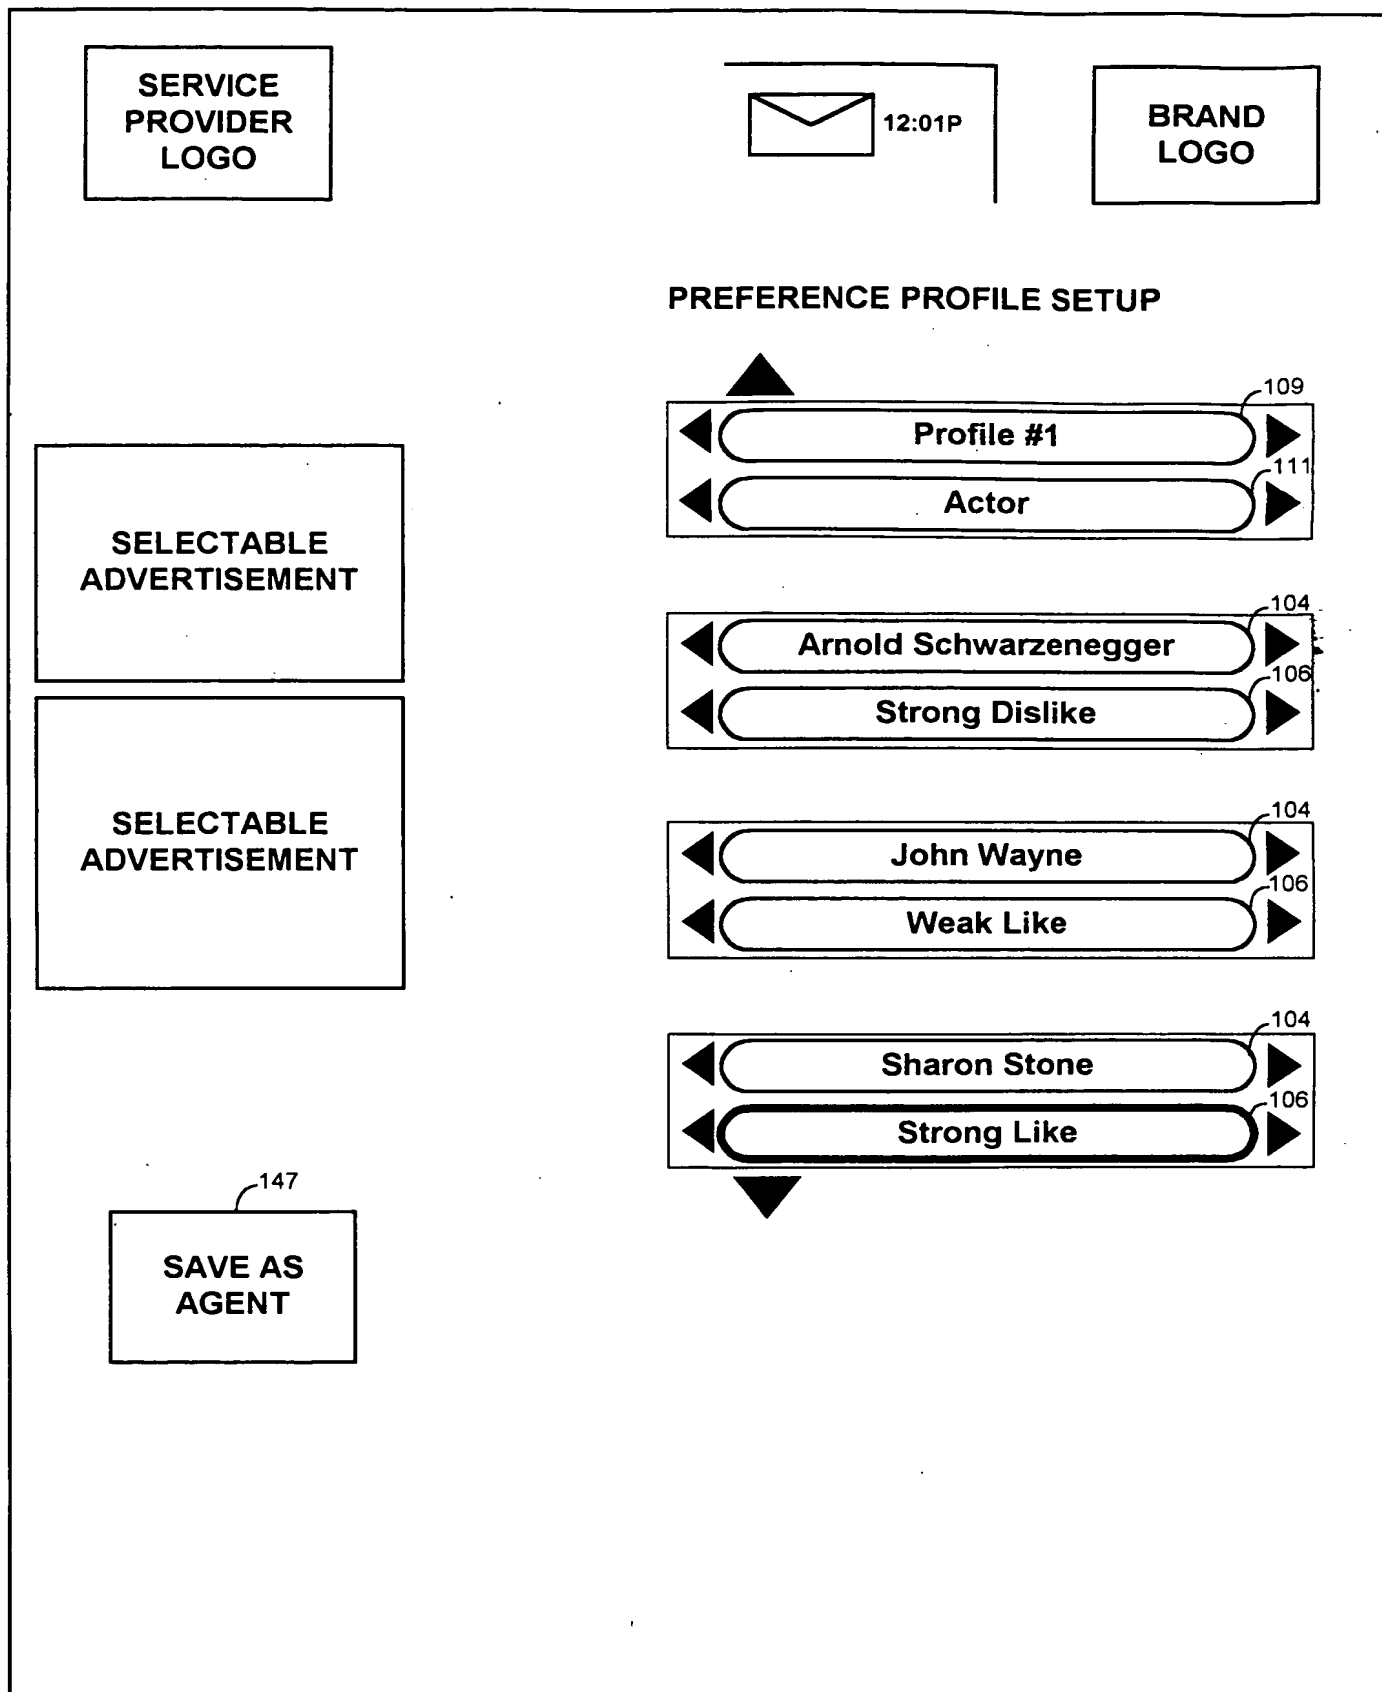 SERVICE
PROVIDER
LOGO
12:01P
BRAND
LOGO
PREFERENCE PROFILE SETUP
109
Profile #1
111
Actor
SELECTABLE
ADVERTISEMENT
104
Arnold Schwarzenegger
106
Strong Dislike
SELECTABLE
ADVERTISEMENT
104
John Wayne
106
Weak Like
104
Sharon Stone
106
Strong Like
147
SAVE AS
AGENT